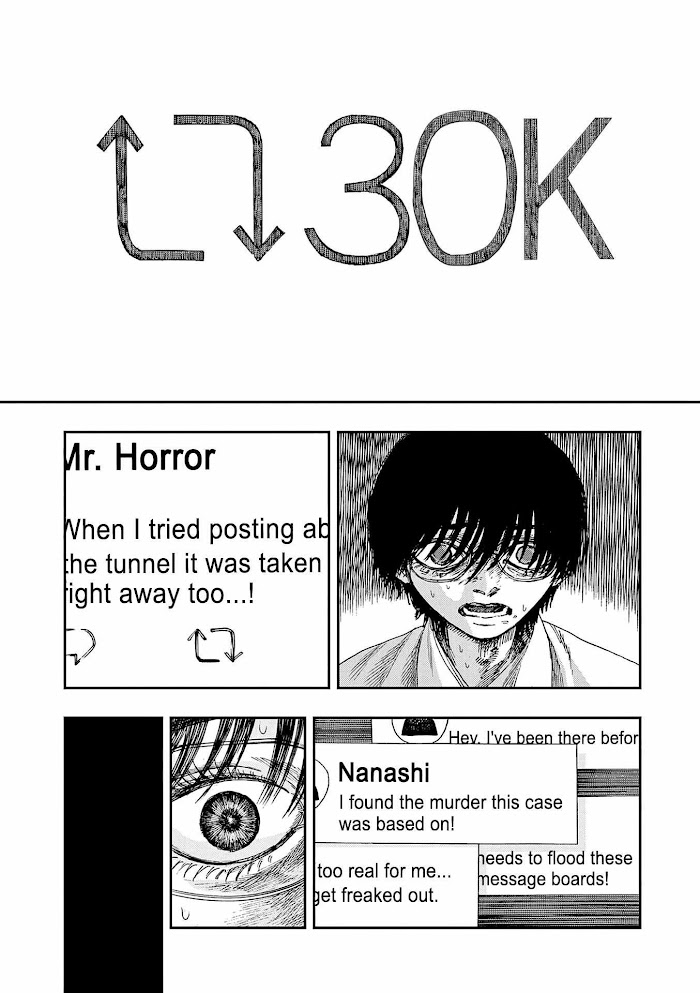 30K
Mr. Horror
When I tried posting ab
the tunnel it was taken
right away too...!
Hey, I've been there befor
Nanashi
I found the murder this case
was based on!
needs to flood these
message boards!
too real for me...
get freaked out.